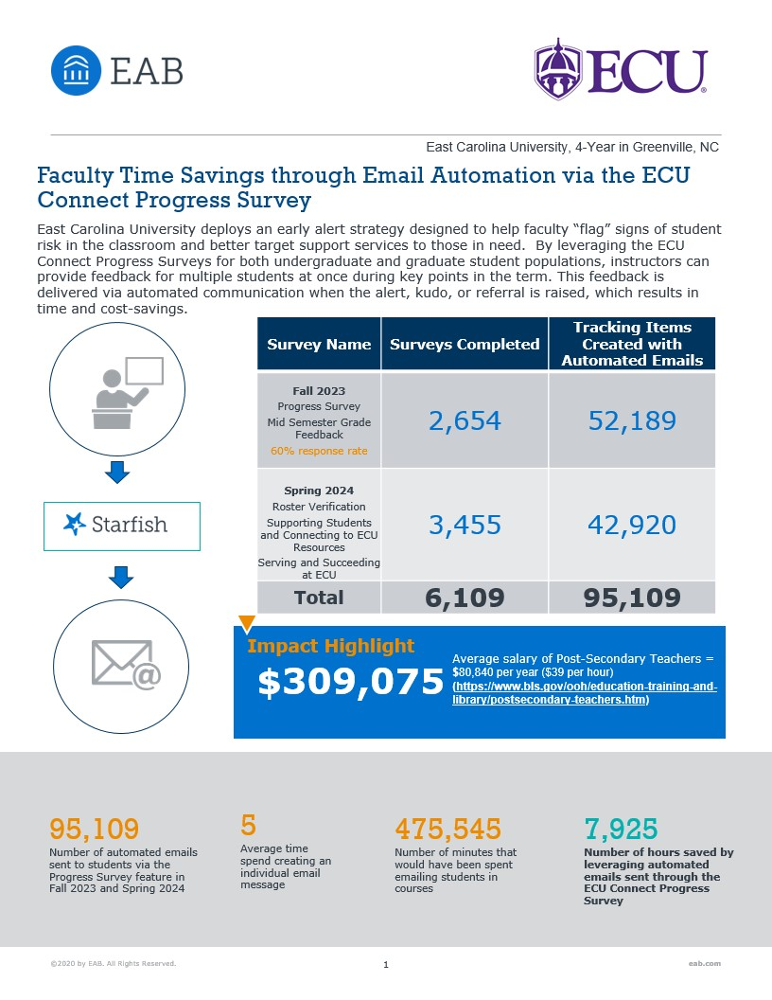 EAB
ECU
East Carolina University, 4-Year in Greenville, NC
Faculty Time Savings through Email Automation via the ECU
Connect Progress Survey
East Carolina University deploys an early alert strategy designed to help faculty “flag” signs of student
risk in the classroom and better target support services to those in need.  By leveraging the ECU
Connect Progress Surveys for both undergraduate and graduate student populations, instructors can
provide feedback for multiple students at once during key points in the term. This feedback is
delivered via automated communication when the alert, kudo, or referral is raised, which results in
time and cost-savings.
Survey Name
Surveys Completed
Tracking Items
Created with
Automated Emails
Fall 2023
Progress Survey
Mid Semester Grade
Feedback
60% response rate
2,654
52,189
Spring 2024
Roster Verification
Supporting Students
and Connecting to ECU
Resources
Serving and Succeeding
at ECU
3,455
42,920
Total
6,109
95,109
Starfish
@
Impact Highlight
$309,075
Average salary of Post-Secondary Teachers =
$80,840 per year ($39 per hour)
(https://www.bls.gov/ooh/education-training-and-
library/postsecondary-teachers.htm)
95,109
Number of automated emails
sent to students via the
Progress Survey feature in
Fall 2023 and Spring 2024
5
Average time
spend creating an
individual email
message
475,545
Number of minutes that
would have been spent
emailing students in
courses
7,925
Number of hours saved by
leveraging automated
emails sent through the
ECU Connect Progress
Survey
©2020 by EAB. All Rights Reserved.
1
eab.com